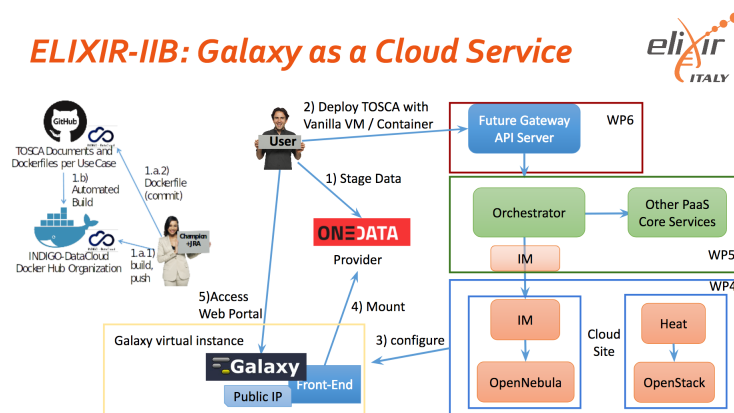 ELIXIR-IIB: Galaxy as a Cloud Service
elixir
ITALY
GitHub
TOSCA Documents and
Dockerfiles per Use Case
1.b)
Automated
Build
1.a.2)
Dockerfile
(commit)
INDIGO-DataCloud
Docker Hub Organization
1.a.1)
build,
push
Champion
+JRA
User
2) Deploy TOSCA with
Vanilla VM / Container
1) Stage Data
ONEDATA
Provider
5)Access
Web Portal
4) Mount
3) configure
Galaxy virtual instance
Galaxy
Public IP
Front-End
Future Gateway
API Server
WP6
Orchestrator
Other PaaS
Core Services
IM
WP5
WP4
IM
OpenNebula
Cloud
Site
Heat
OpenStack